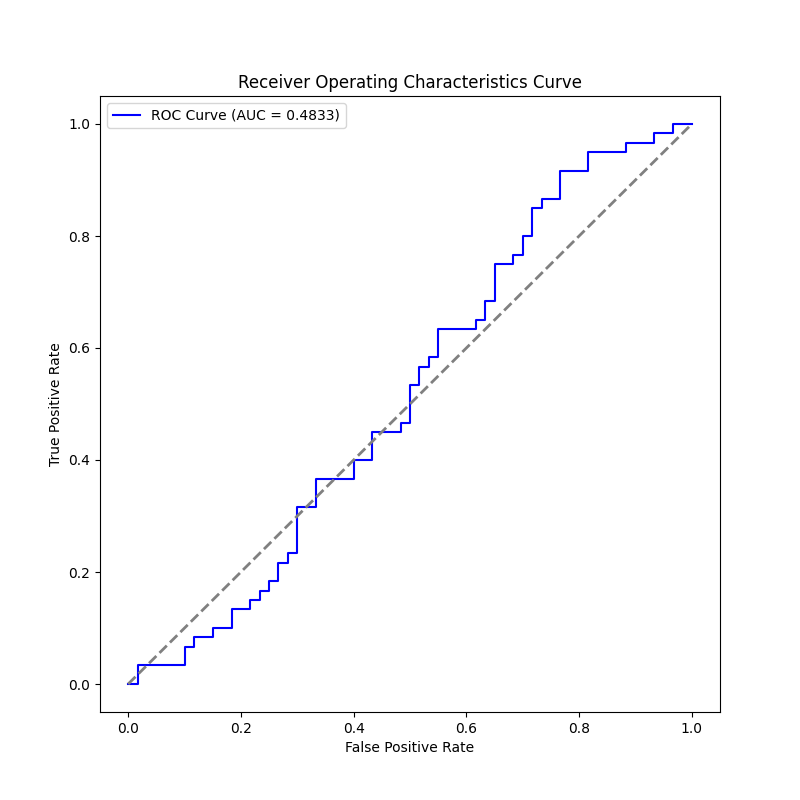 Receiver Operating Characteristics Curve
ROC Curve (AUC = 0.4833)
1.0
0.8
0.6
0.4
0.2
0.0
True Positive Rate
0.0 0.2 0.4 0.6 0.8 1.0
False Positive Rate